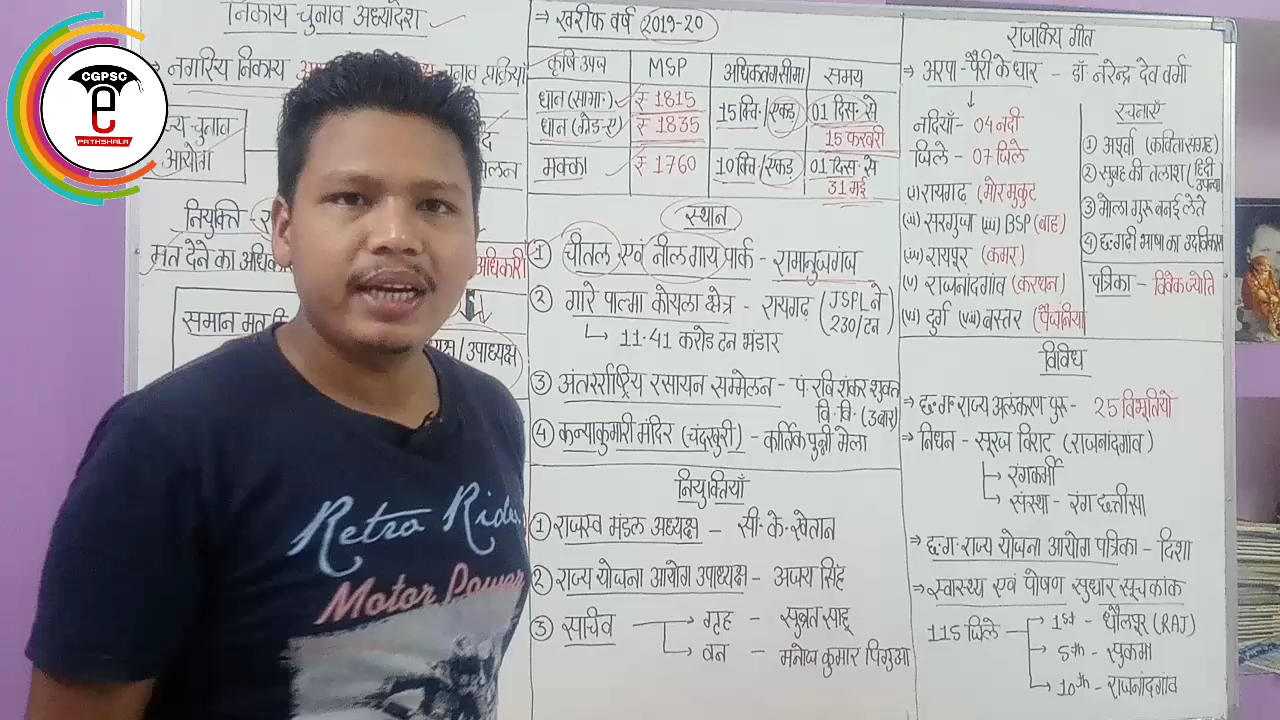 CGPSC
e
PATHSHALA
निकाय चुनाव अध्यादेश
→ नगरिय निकाय
चुनाव प्रक्रिया
चुनाव
आयोग
नियुक्ति -
मत देने का अधिक
अधिकारी
समान मत
/ उपाध्यक्ष
Retro Ride
Motor Power
→ खरीफ वर्ष 2019-20
कृषि उपज MSP अधिकतम सीमा समय
धान (सामा॰) ₹ 1815 15 क्वि॰/एकड़ 01 दिस॰ से
धान (ग्रेड-ए) ₹ 1835 15 फरवरी
मक्का ₹ 1760 10 क्वि/एकड़ 01 दिस॰ से
31 मई
स्थान
① चीतल एवं नील गाय पार्क - रामानुजगंज
② गारे पाल्मा कोयला क्षेत्र - रायगढ़ (JSPL ने
230/टन)
↳ 11.41 करोड टन भंडार
③ अंतर्राष्ट्रिय रसायन सम्मेलन - पं॰ रवि शंकर शुक्ल
वि॰ वि॰ (उबार)
④ कन्याकुमारी मंदिर (चंदखुरी) - कार्तिक पुन्नी मेला
नियुक्तियाँ
① राजस्व मंडल अध्यक्ष - सी॰ के॰ खेतान
② राज्य योजना आयोग उपाध्यक्ष - अजय सिंह
③ सचिव → गृह - सुब्रत साहू
→ वन - मनोज कुमार पिंगुआ
राजकिय गीत
→ अरपा - पैरी के धार - डॉ॰ नरेन्द्र देव वर्मा
↓
नदियाँ - 04 नदी
जिले - 07 जिले
(i) रायगढ़ (मोर मुकुट
(ii) सरगुजा (iii) BSP (बाह)
(iv) रायपुर (कमर)
(v) राजनांदगांव (करधन)
(vi) दुर्ग (vii) बस्तर (पैजनियां
रचनाएँ
① अपूर्वा (कविता संग्रह)
② सुबह की तलाश (हिंदी
उपन्या
③ मोला गुरु बनई लेते
④ छ॰गढ़ी भाषा का उदविकास
पत्रिका - विवेक ज्योति
विविध
→ छ॰ग॰ राज्य अलंकरण पुरु॰ - 25 विभूतियों
→ निधन - सूरज विराट (राजनांदगांव)
→ रंगकर्मी
→ संस्था - रंग छत्तीसा
→ छ॰ग॰ राज्य योजना आयोग पत्रिका - दिशा
→ स्वास्थ्य एवं पोषण सुधार सूचकांक
115 जिले → 1st - धौलपूर (RAJ)
→ 5th - सुकमा
→ 10th - राजनांदगांव